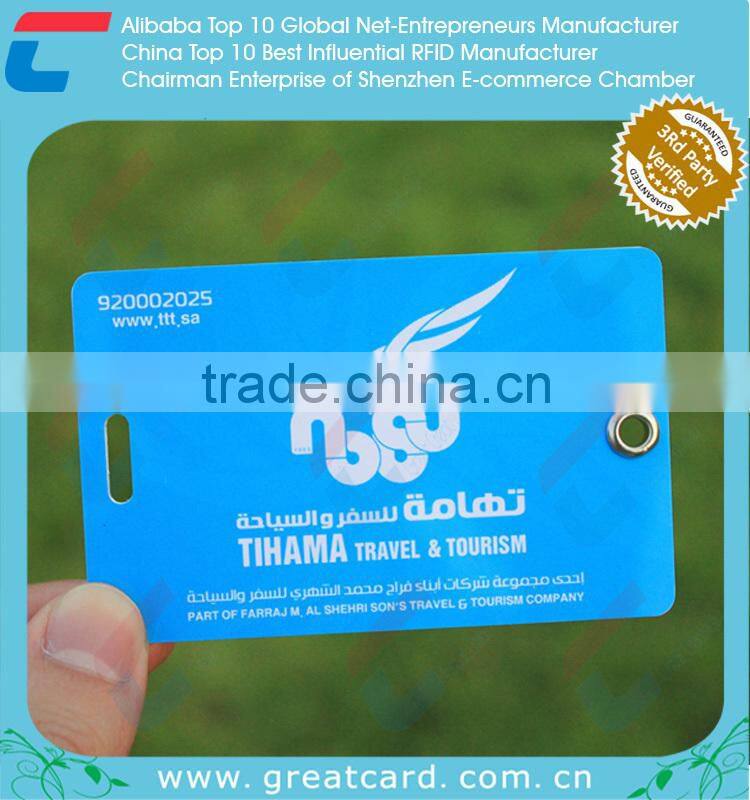 Alibaba Top 10 Global Net-Entrepreneurs Manufacturer
China Top 10 Best Influential RFID Manufacturer
Chairman Enterprise of Shenzhen E-commerce Chamber
GUARANTEED
3Rd Party
Verified
GUARANTEED
920002025
www.ttt.sa
trade.china.cn
تهامة للسفر والسياحة
TIHAMA TRAVEL & TOURISM
إحدى مجموعة شركات أبناء فراج محمد الشهري للسفر والسياحة
PART OF FARRAJ M. AL SHEHRI SON'S TRAVEL & TOURISM COMPANY
www.greatcard.com.cn